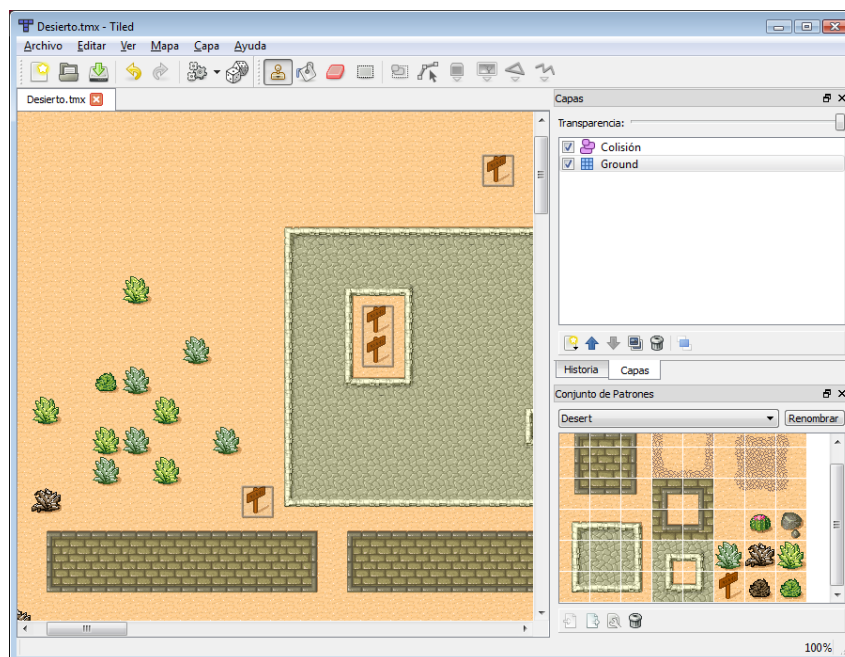 Desierto.tmx - Tiled
Archivo Editar Ver Mapa Capa Ayuda
Desierto.tmx
Capas
Transparencia:
Colisión
Ground
Historia Capas
Conjunto de Patrones
Desert Renombrar
100%